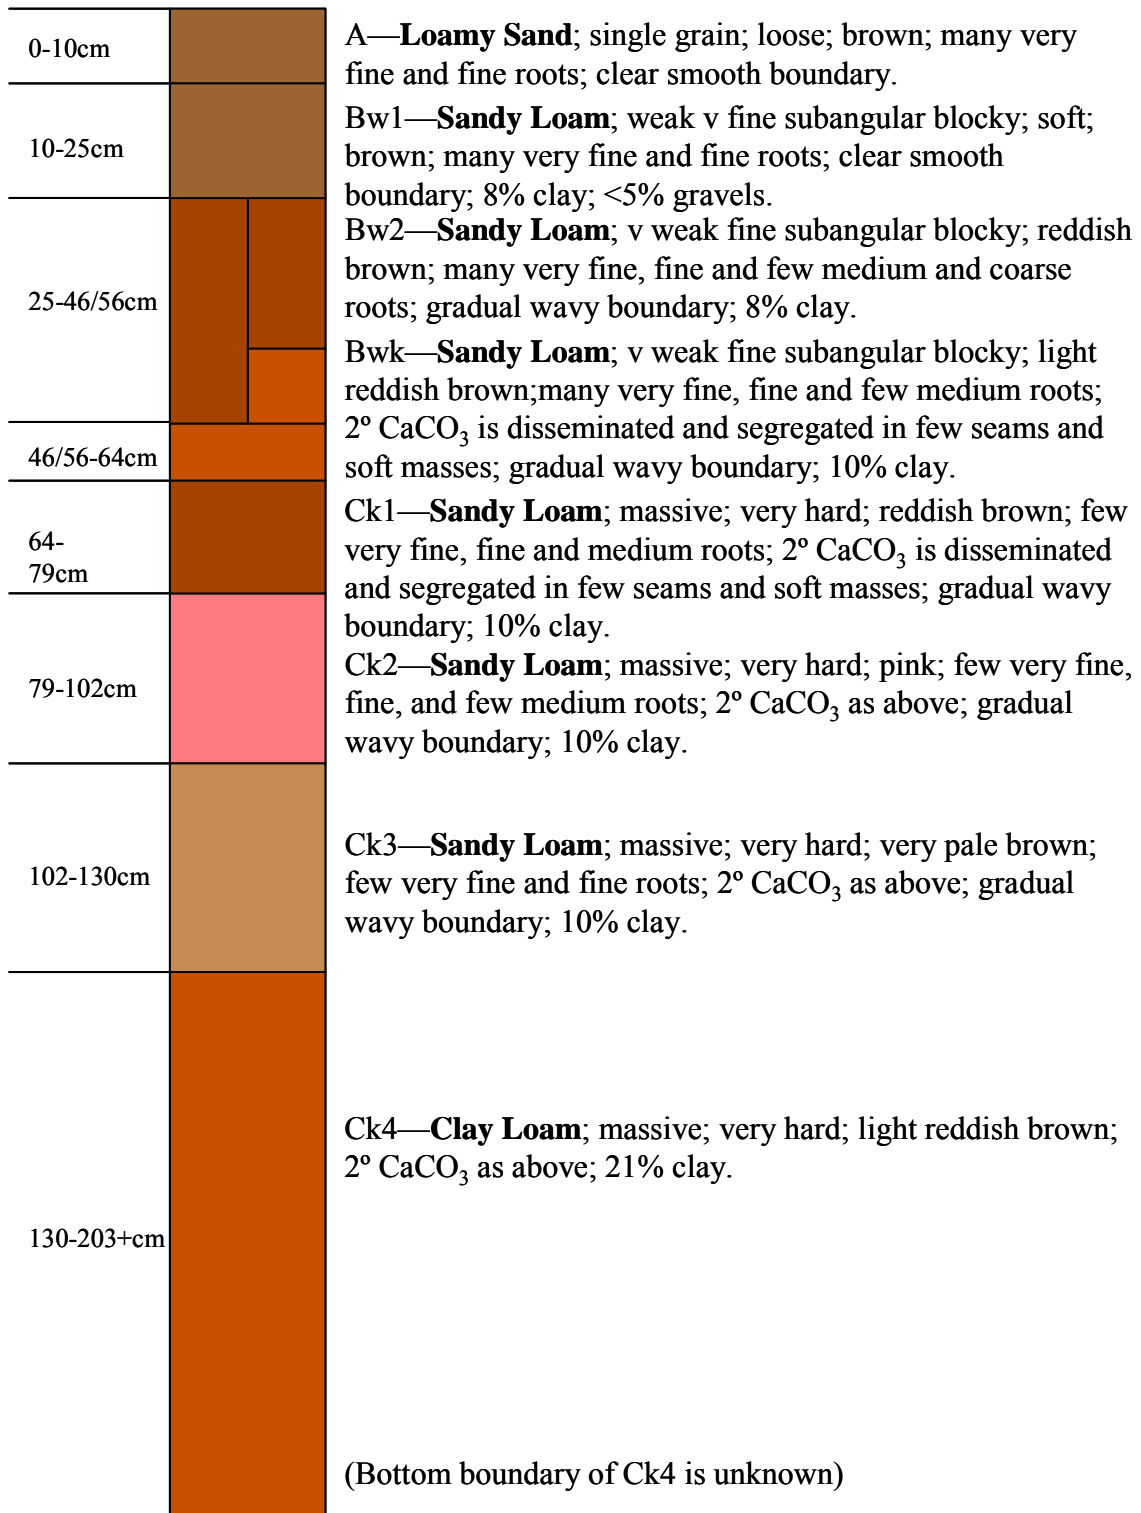 0-10cm
A—Loamy Sand; single grain; loose; brown; many very
fine and fine roots; clear smooth boundary.
10-25cm
Bw1—Sandy Loam; weak v fine subangular blocky; soft;
brown; many very fine and fine roots; clear smooth
boundary; 8% clay; <5% gravels.
25-46/56cm
Bw2—Sandy Loam; v weak fine subangular blocky; reddish
brown; many very fine, fine and few medium and coarse
roots; gradual wavy boundary; 8% clay.
46/56-64cm
Bwk—Sandy Loam; v weak fine subangular blocky; light
reddish brown;many very fine, fine and few medium roots;
2º CaCO₃ is disseminated and segregated in few seams and
soft masses; gradual wavy boundary; 10% clay.
64-
79cm
Ck1—Sandy Loam; massive; very hard; reddish brown; few
very fine, fine and medium roots; 2º CaCO₃ is disseminated
and segregated in few seams and soft masses; gradual wavy
boundary; 10% clay.
79-102cm
Ck2—Sandy Loam; massive; very hard; pink; few very fine,
fine, and few medium roots; 2º CaCO₃ as above; gradual
wavy boundary; 10% clay.
102-130cm
Ck3—Sandy Loam; massive; very hard; very pale brown;
few very fine and fine roots; 2º CaCO₃ as above; gradual
wavy boundary; 10% clay.
130-203+cm
Ck4—Clay Loam; massive; very hard; light reddish brown;
2º CaCO₃ as above; 21% clay.
(Bottom boundary of Ck4 is unknown)